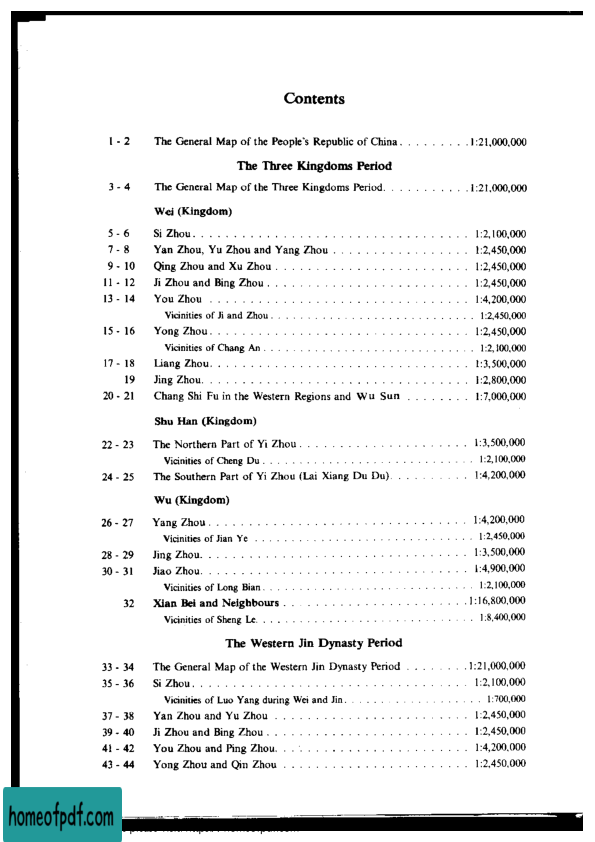 Contents
1 - 2 The General Map of the People's Republic of China . . . . . . . . . 1:21,000,000
The Three Kingdoms Period
3 - 4 The General Map of the Three Kingdoms Period. . . . . . . . . . . 1:21,000,000
Wei (Kingdom)
5 - 6 Si Zhou . . . . . . . . . . 1:2,100,000
7 - 8 Yan Zhou, Yu Zhou and Yang Zhou . . . . . . . . . . 1:2,450,000
9 - 10 Qing Zhou and Xu Zhou . . . . . . . . . . 1:2,450,000
11 - 12 Ji Zhou and Bing Zhou . . . . . . . . . . 1:2,450,000
13 - 14 You Zhou . . . . . . . . . . 1:4,200,000
Vicinities of Ji and Zhou . . . . . . . . . . 1:2,450,000
15 - 16 Yong Zhou . . . . . . . . . . 1:2,450,000
Vicinities of Chang An . . . . . . . . . . 1:2,100,000
17 - 18 Liang Zhou . . . . . . . . . . 1:3,500,000
19 Jing Zhou . . . . . . . . . . 1:2,800,000
20 - 21 Chang Shi Fu in the Western Regions and Wu Sun . . . . . . . . 1:7,000,000
Shu Han (Kingdom)
22 - 23 The Northern Part of Yi Zhou . . . . . . . . . . 1:3,500,000
Vicinities of Cheng Du . . . . . . . . . . 1:2,100,000
24 - 25 The Southern Part of Yi Zhou (Lai Xiang Du Du) . . . . . . . . . . 1:4,200,000
Wu (Kingdom)
26 - 27 Yang Zhou . . . . . . . . . . 1:4,200,000
Vicinities of Jian Ye . . . . . . . . . . 1:2,450,000
28 - 29 Jing Zhou . . . . . . . . . . 1:3,500,000
30 - 31 Jiao Zhou . . . . . . . . . . 1:4,900,000
Vicinities of Long Bian . . . . . . . . . . 1:2,100,000
32 Xian Bei and Neighbours . . . . . . . . . . 1:16,800,000
Vicinities of Sheng Le . . . . . . . . . . 1:8,400,000
The Western Jin Dynasty Period
33 - 34 The General Map of the Western Jin Dynasty Period . . . . . . . . 1:21,000,000
35 - 36 Si Zhou . . . . . . . . . . 1:2,100,000
Vicinities of Luo Yang during Wei and Jin . . . . . . . . . . 1:700,000
37 - 38 Yan Zhou and Yu Zhou . . . . . . . . . . 1:2,450,000
39 - 40 Ji Zhou and Bing Zhou . . . . . . . . . . 1:2,450,000
41 - 42 You Zhou and Ping Zhou . . . . . . . . . . 1:4,200,000
43 - 44 Yong Zhou and Qin Zhou . . . . . . . . . . 1:2,450,000
homeofpdf.com